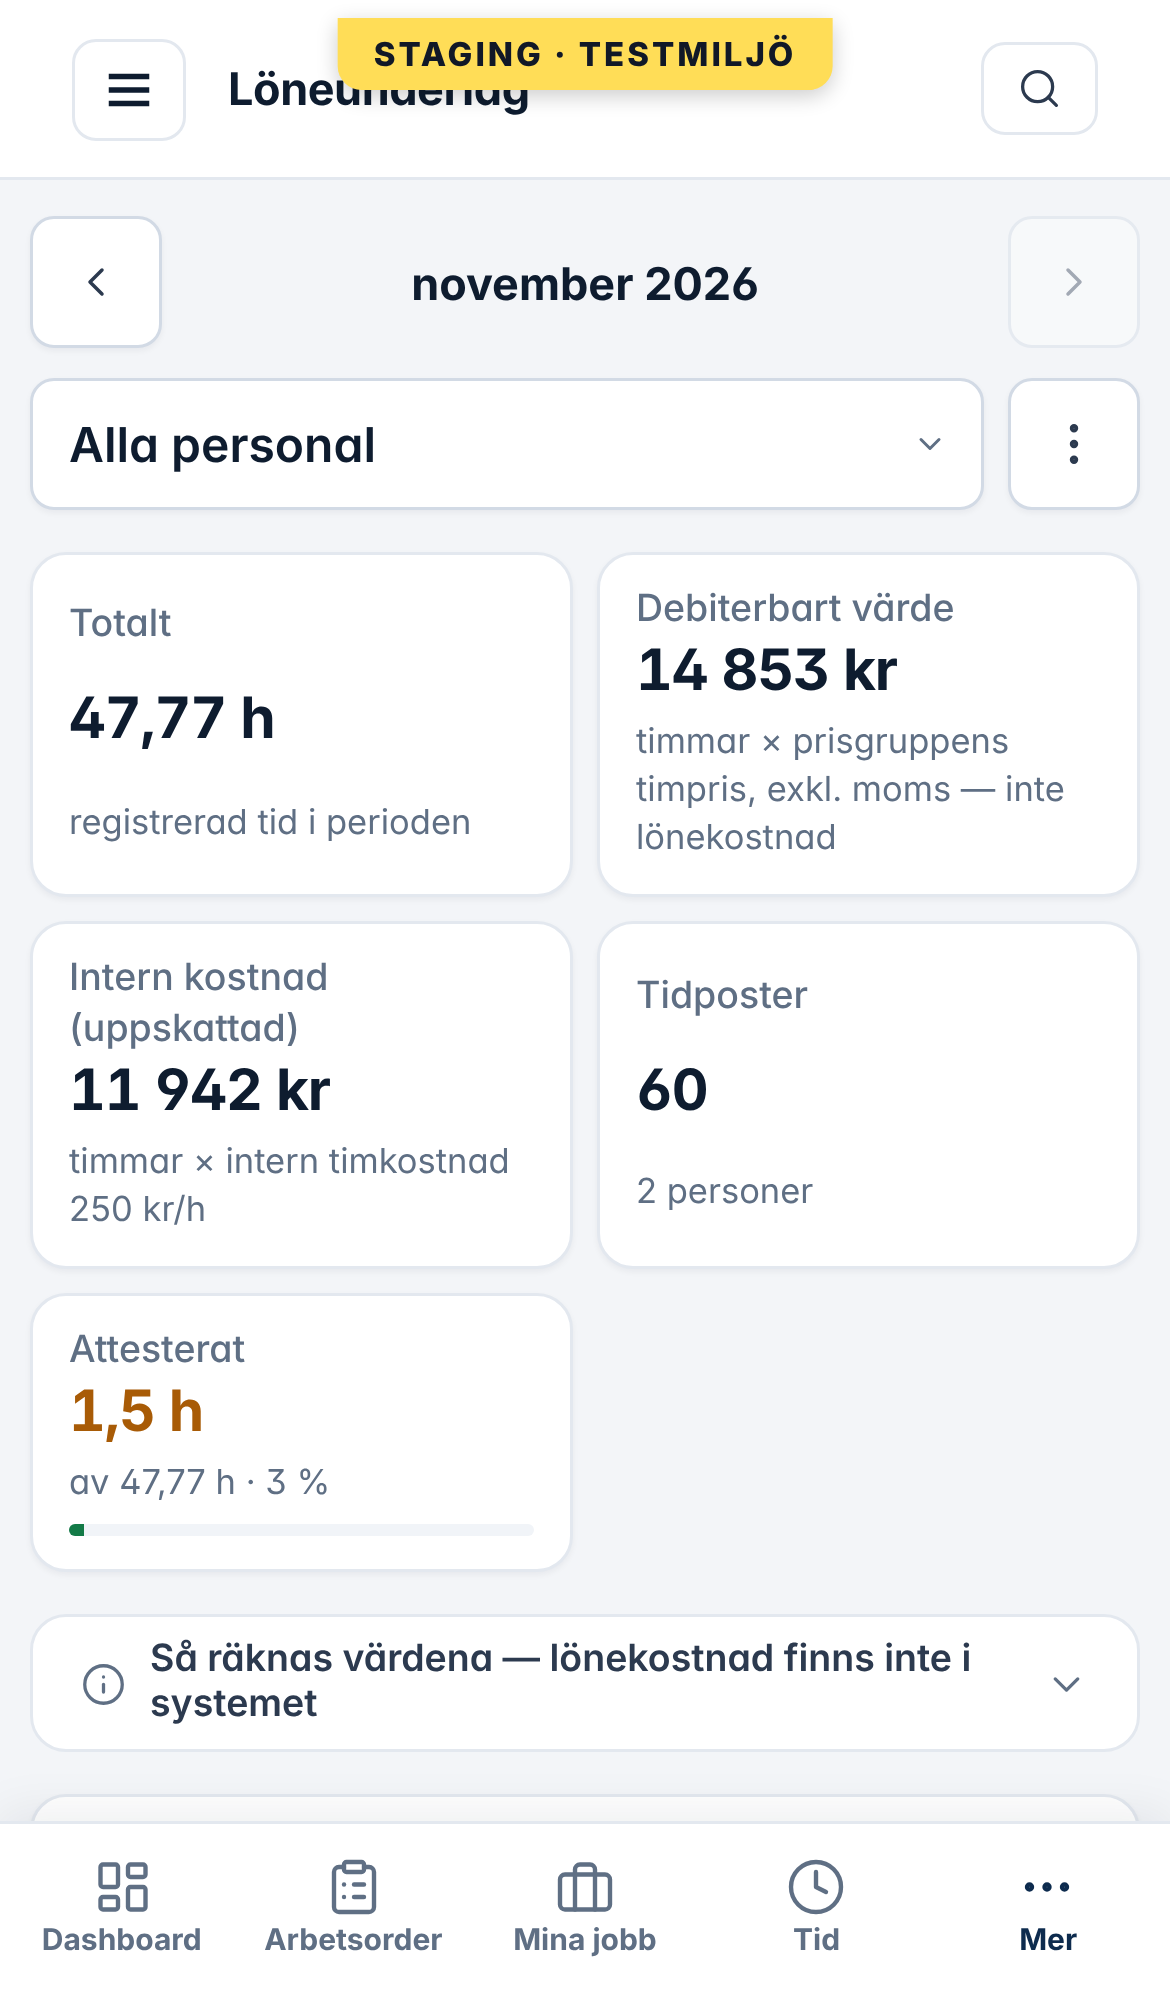 STAGING · TESTMILJÖ
Löneunderlag
november 2026
Alla personal
Totalt
47,77 h
registrerad tid i perioden
Debiterbart värde
14 853 kr
timmar × prisgruppens
timpris, exkl. moms — inte
lönekostnad
Intern kostnad
(uppskattad)
11 942 kr
timmar × intern timkostnad
250 kr/h
Tidposter
60
2 personer
Attesterat
1,5 h
av 47,77 h · 3 %
Så räknas värdena — lönekostnad finns inte i
systemet
Dashboard
Arbetsorder
Mina jobb
Tid
Mer